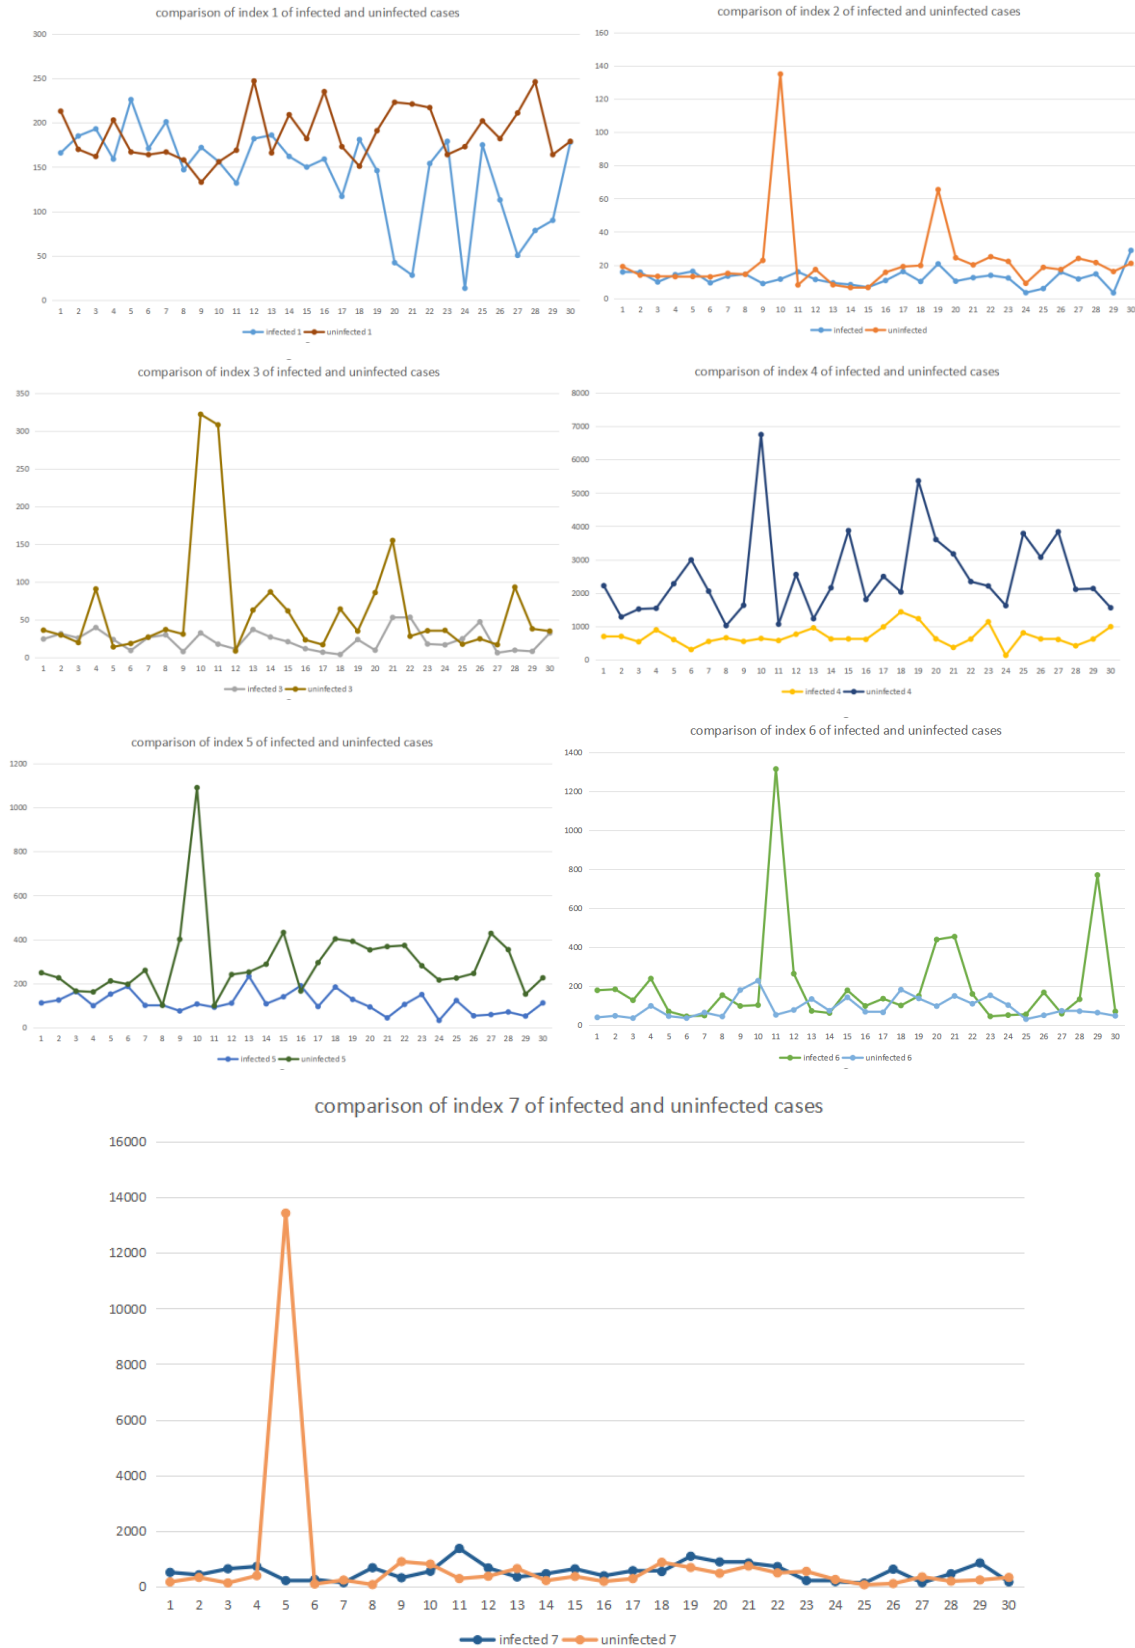 comparison of index 1 of infected and uninfected cases
300
250
200
150
100
50
0
1 2 3 4 5 6 7 8 9 10 11 12 13 14 15 16 17 18 19 20 21 22 23 24 25 26 27 28 29 30
infected 1 uninfected 1
comparison of index 2 of infected and uninfected cases
160
140
120
100
80
60
40
20
0
1 2 3 4 5 6 7 8 9 10 11 12 13 14 15 16 17 18 19 20 21 22 23 24 25 26 27 28 29 30
infected uninfected
comparison of index 3 of infected and uninfected cases
350
300
250
200
150
100
50
0
1 2 3 4 5 6 7 8 9 10 11 12 13 14 15 16 17 18 19 20 21 22 23 24 25 26 27 28 29 30
infected 3 uninfected 3
comparison of index 4 of infected and uninfected cases
8000
7000
6000
5000
4000
3000
2000
1000
0
1 2 3 4 5 6 7 8 9 10 11 12 13 14 15 16 17 18 19 20 21 22 23 24 25 26 27 28 29 30
infected 4 uninfected 4
comparison of index 5 of infected and uninfected cases
1200
1000
800
600
400
200
0
1 2 3 4 5 6 7 8 9 10 11 12 13 14 15 16 17 18 19 20 21 22 23 24 25 26 27 28 29 30
infected 5 uninfected 5
comparison of index 6 of infected and uninfected cases
1400
1200
1000
800
600
400
200
0
1 2 3 4 5 6 7 8 9 10 11 12 13 14 15 16 17 18 19 20 21 22 23 24 25 26 27 28 29 30
infected 6 uninfected 6
comparison of index 7 of infected and uninfected cases
16000
14000
12000
10000
8000
6000
4000
2000
0
1 2 3 4 5 6 7 8 9 10 11 12 13 14 15 16 17 18 19 20 21 22 23 24 25 26 27 28 29 30
infected 7 uninfected 7